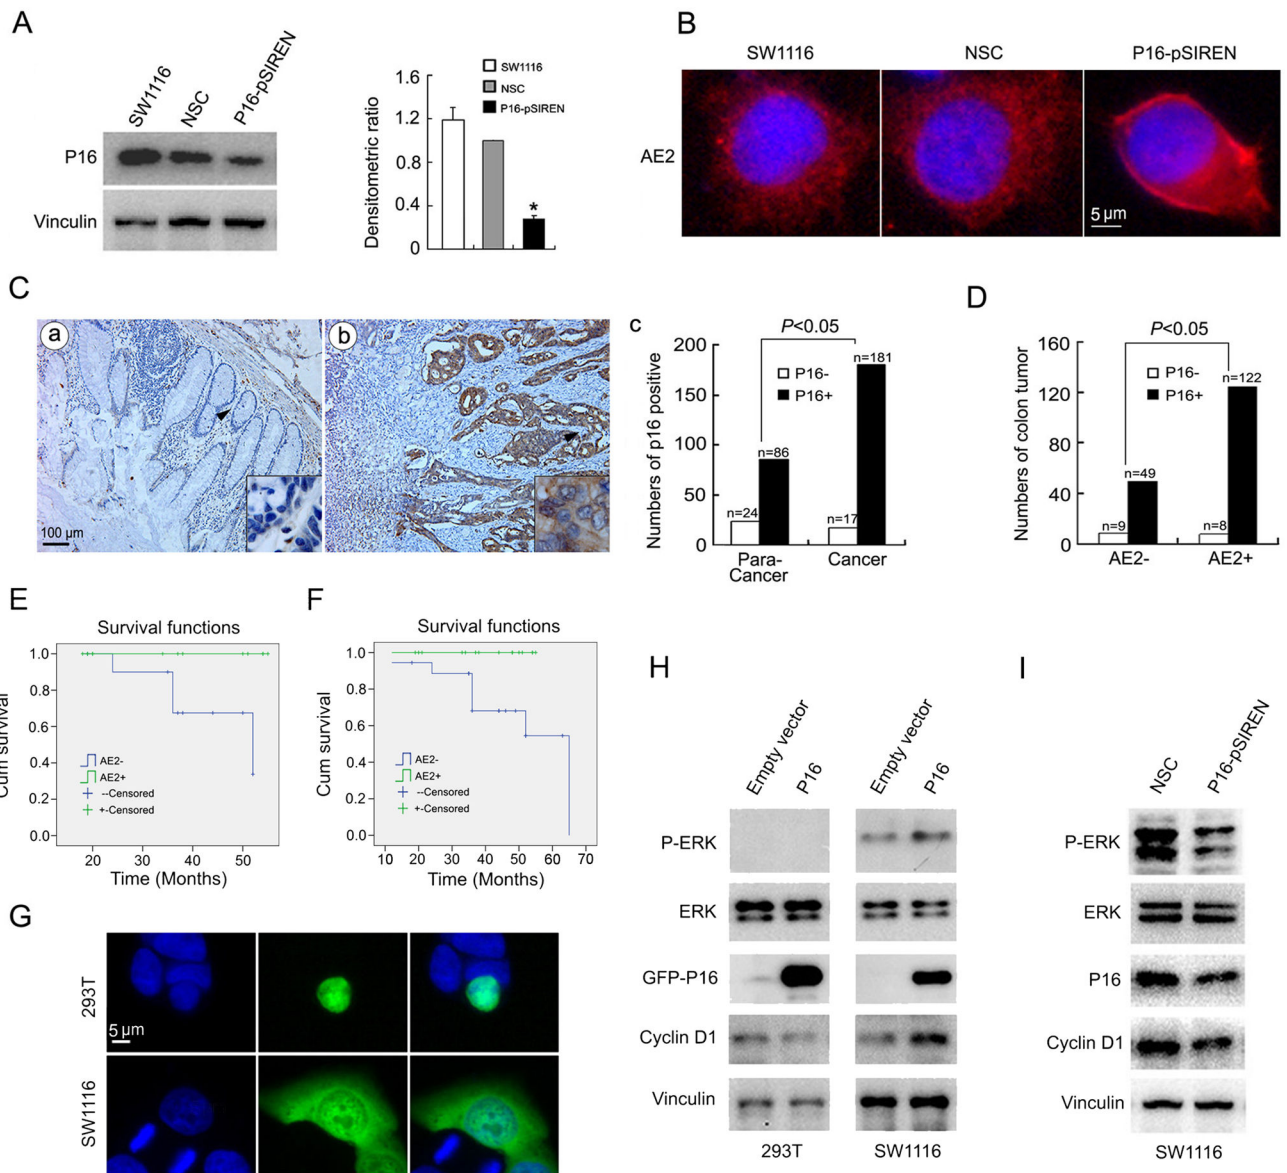 A
SW1116
NSC
P16-pSIREN
P16
Vinculin
Densitometric ratio
1.6
1.2
1.0
0.4
0
SW1116
NSC
P16-pSIREN
*
B
SW1116
NSC
P16-pSIREN
AE2
5 µm
C
a
100 µm
b
c
Numbers of p16 positive
200
150
100
50
0
P<0.05
P16-
P16+
n=24
n=86
n=17
n=181
Para-
Cancer
Cancer
D
Numbers of colon tumor
160
120
80
40
0
P<0.05
P16-
P16+
n=9
n=49
n=8
n=122
AE2-
AE2+
E
Survival functions
Cum survival
1.0
0.8
0.6
0.4
0.2
0.0
AE2-
AE2+
--Censored
+-Censored
20 30 40 50
Time (Months)
F
Survival functions
Cum survival
1.0
0.8
0.6
0.4
0.2
0.0
AE2-
AE2+
--Censored
+-Censored
10 20 30 40 50 60 70
Time (Months)
G
293T
5 µm
SW1116
H
Empty vector
P16
Empty vector
P16
P-ERK
ERK
GFP-P16
Cyclin D1
Vinculin
293T
SW1116
I
NSC
P16-pSIREN
P-ERK
ERK
P16
Cyclin D1
Vinculin
SW1116